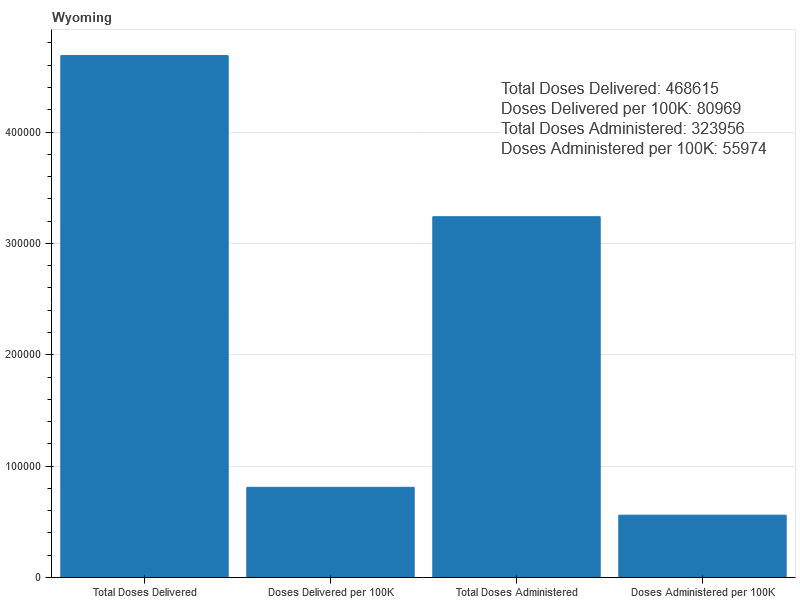 Wyoming
Total Doses Delivered: 468615
Doses Delivered per 100K: 80969
Total Doses Administered: 323956
Doses Administered per 100K: 55974
400000
300000
200000
100000
0
Total Doses Delivered
Doses Delivered per 100K
Total Doses Administered
Doses Administered per 100K